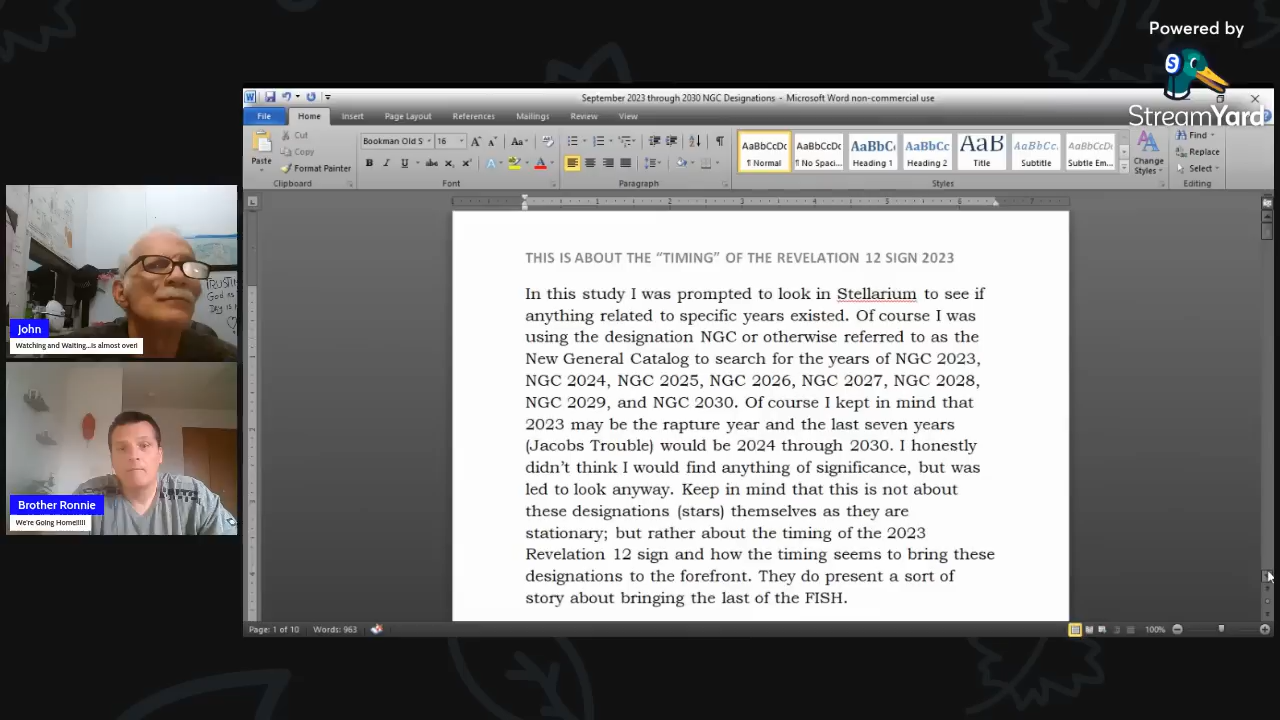 Powered by
StreamYard
September 2023 through 2030 NGC Designations - Microsoft Word non-commercial use
File Home Insert Page Layout References Mailings Review View
Cut
Copy
Format Painter
Paste
Clipboard
Bookman Old S 16
Font
Paragraph
AaBbCcDc AaBbCcDc AaBbCc AaBbCc AaB AaBbCc. AaBbCcDc
¶ Normal ¶ No Spaci... Heading 1 Heading 2 Title Subtitle Subtle Em...
Change
Styles
Styles
Find
Replace
Select
Editing
THIS IS ABOUT THE “TIMING” OF THE REVELATION 12 SIGN 2023
In this study I was prompted to look in Stellarium to see if
anything related to specific years existed. Of course I was
using the designation NGC or otherwise referred to as the
New General Catalog to search for the years of NGC 2023,
NGC 2024, NGC 2025, NGC 2026, NGC 2027, NGC 2028,
NGC 2029, and NGC 2030. Of course I kept in mind that
2023 may be the rapture year and the last seven years
(Jacobs Trouble) would be 2024 through 2030. I honestly
didn’t think I would find anything of significance, but was
led to look anyway. Keep in mind that this is not about
these designations (stars) themselves as they are
stationary; but rather about the timing of the 2023
Revelation 12 sign and how the timing seems to bring these
designations to the forefront. They do present a sort of
story about bringing the last of the FISH.
Page: 1 of 10 Words: 963
100%
TRUSTIN
God
John
Watching and Waiting...is almost over!
Brother Ronnie
We're Going Home!!!!!